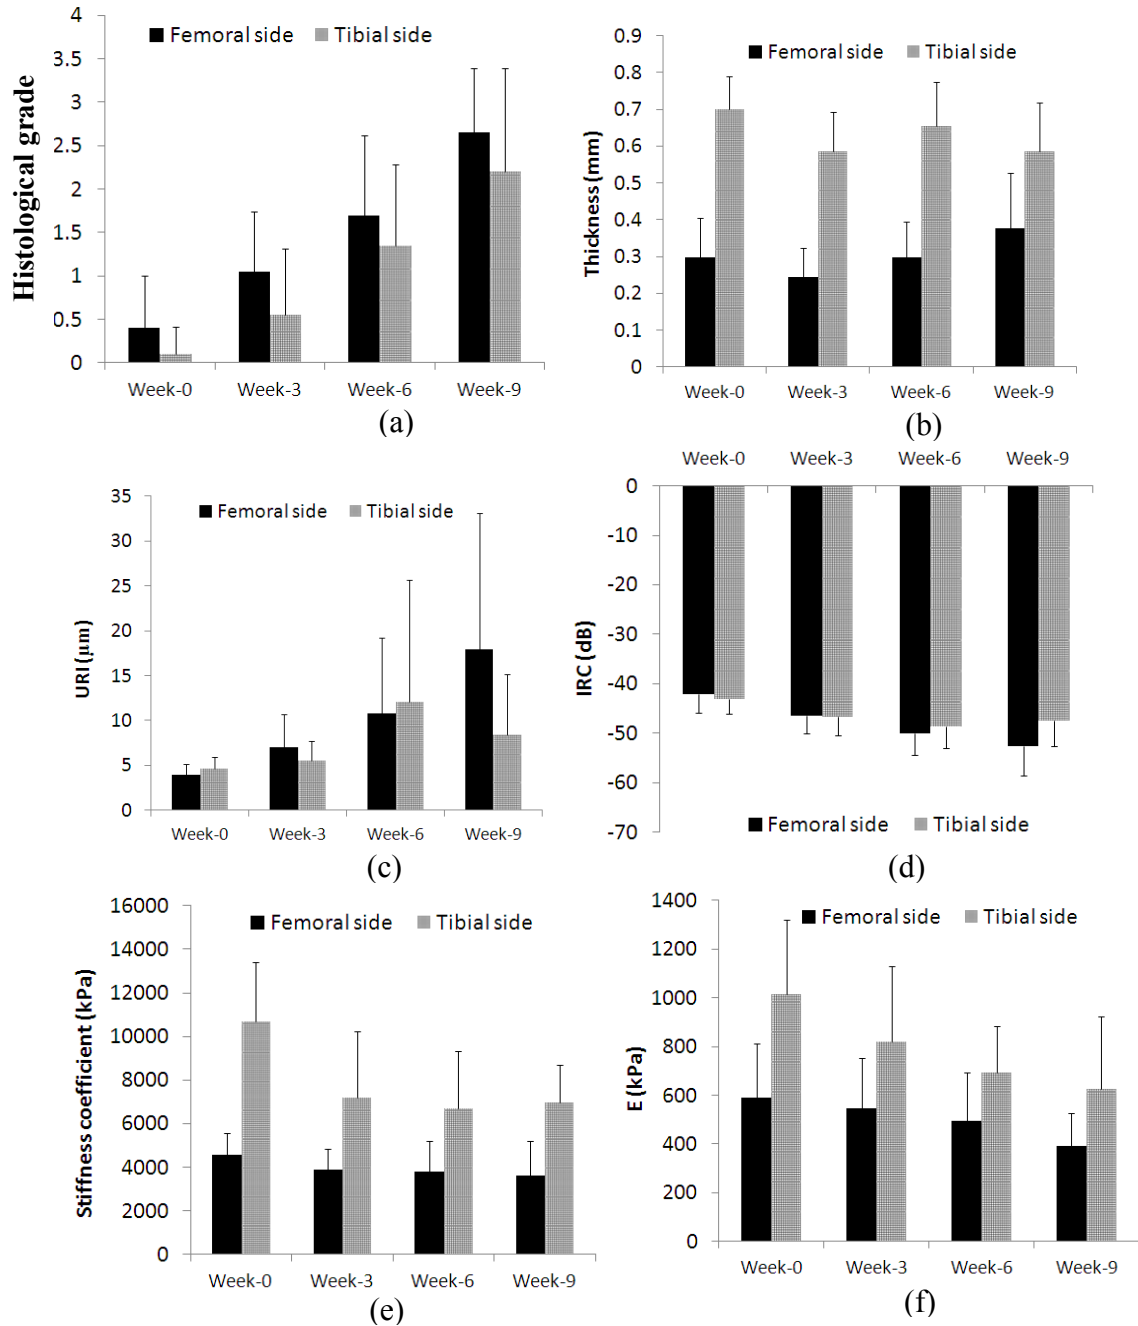 Histological grade
4
3.5
3
2.5
2
1.5
1
0.5
0
Femoral side Tibial side
Week-0 Week-3 Week-6 Week-9
(a)
Thickness (mm)
0.9
0.8
0.7
0.6
0.5
0.4
0.3
0.2
0.1
0
Femoral side Tibial side
Week-0 Week-3 Week-6 Week-9
(b)
URI (µm)
35
30
25
20
15
10
5
0
Femoral side Tibial side
Week-0 Week-3 Week-6 Week-9
(c)
Week-0 Week-3 Week-6 Week-9
IRC (dB)
0
-10
-20
-30
-40
-50
-60
-70
Femoral side Tibial side
(d)
Stiffness coefficient (kPa)
16000
14000
12000
10000
8000
6000
4000
2000
0
Femoral side Tibial side
Week-0 Week-3 Week-6 Week-9
(e)
E (kPa)
1400
1200
1000
800
600
400
200
0
Femoral side Tibial side
Week-0 Week-3 Week-6 Week-9
(f)